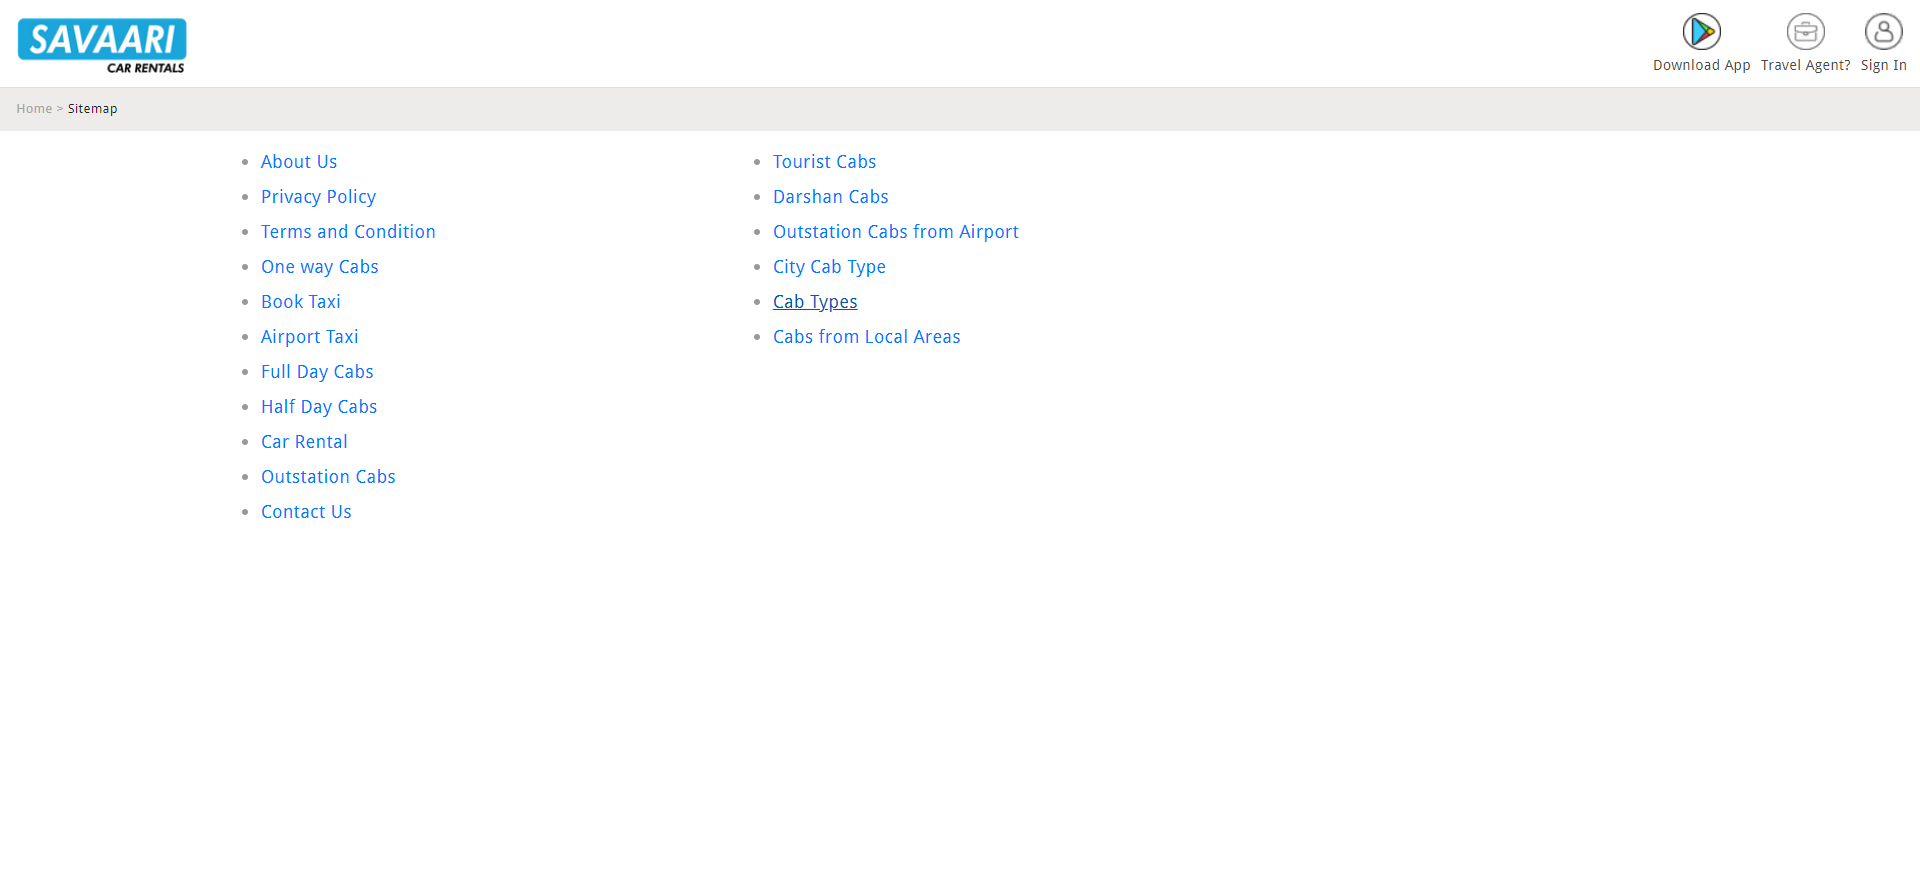 SAVAARI
CAR RENTALS
Download App
Travel Agent?
Sign In
Home > Sitemap
About Us
Privacy Policy
Terms and Condition
One way Cabs
Book Taxi
Airport Taxi
Full Day Cabs
Half Day Cabs
Car Rental
Outstation Cabs
Contact Us
Tourist Cabs
Darshan Cabs
Outstation Cabs from Airport
City Cab Type
Cab Types
Cabs from Local Areas